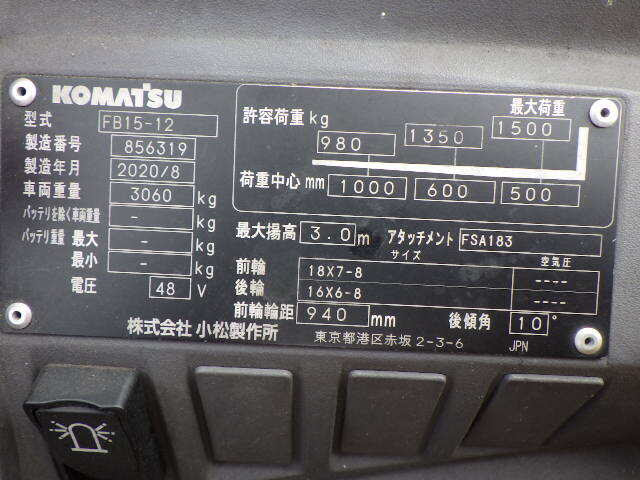 KOMATSU
型式 FB15-12
製造番号 856319
製造年月 2020/8
車両重量 3060 kg
バッテリを除く車両重量 - kg
バッテリ重量 最大 - kg
最小 - kg
電圧 48 V
許容荷重 kg 980 1350 最大荷重 1500
荷重中心 mm 1000 600 500
最大揚高 3.0 m アタッチメント FSA183
サイズ 空気圧
前輪 18X7-8 ----
後輪 16X6-8 ----
前輪輪距 940 mm 後傾角 10°
株式会社 小松製作所 東京都港区赤坂 2-3-6 JPN